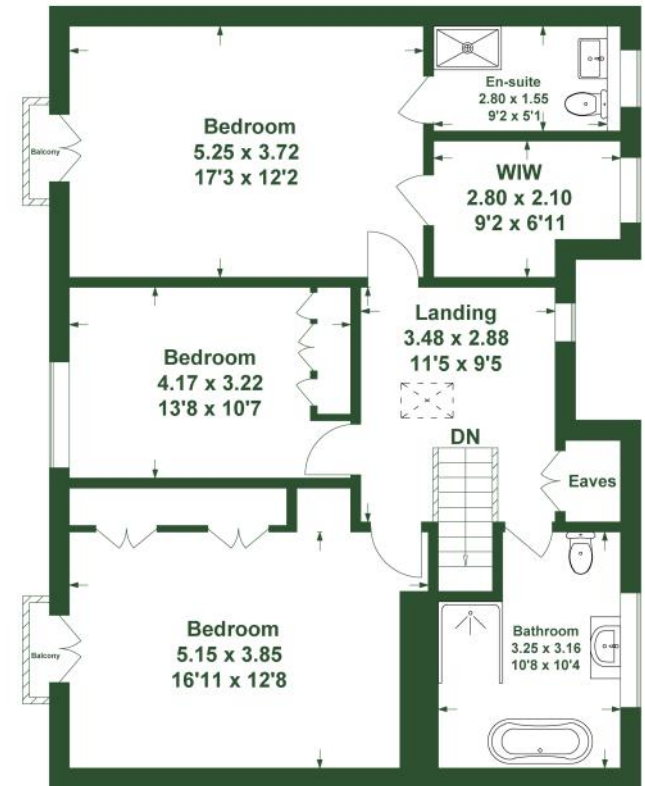 Bedroom
5.25 x 3.72
17'3 x 12'2
Balcony
En-suite
2.80 x 1.55
9'2 x 5'1
WIW
2.80 x 2.10
9'2 x 6'11
Landing
3.48 x 2.88
11'5 x 9'5
DN
Eaves
Bedroom
4.17 x 3.22
13'8 x 10'7
Bedroom
5.15 x 3.85
16'11 x 12'8
Balcony
Bathroom
3.25 x 3.16
10'8 x 10'4